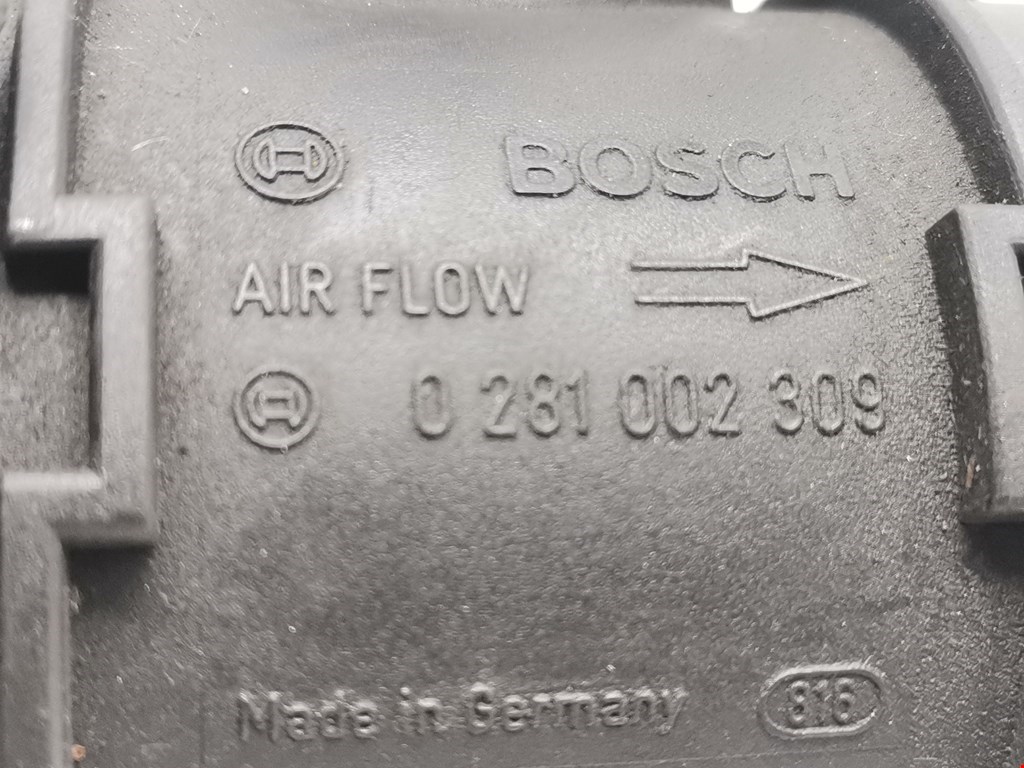 BOSCH
AIR FLOW
0 281 002 309
Made in Germany 816